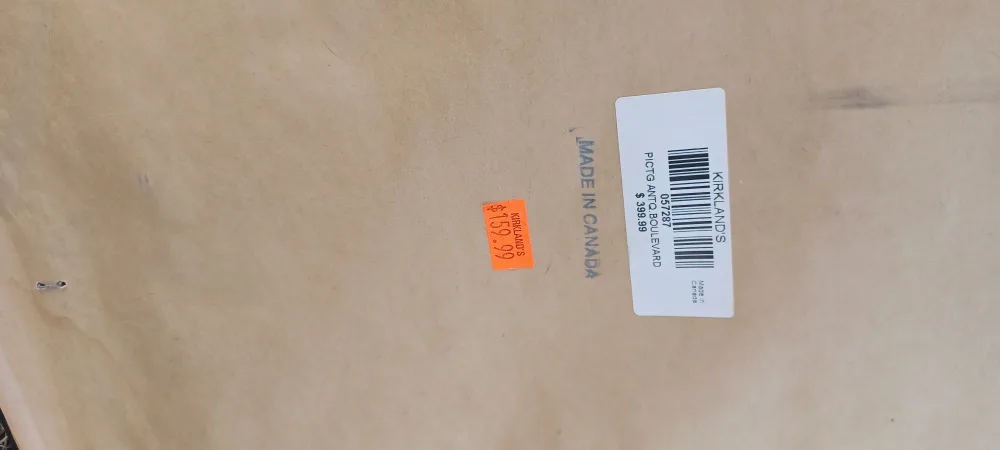 KIRKLAND'S
057287
PICTG ANTQ.BOULEVARD
$ 399.99
Made in
Canada
MADE IN CANADA
KIRKLAND'S
$159.99